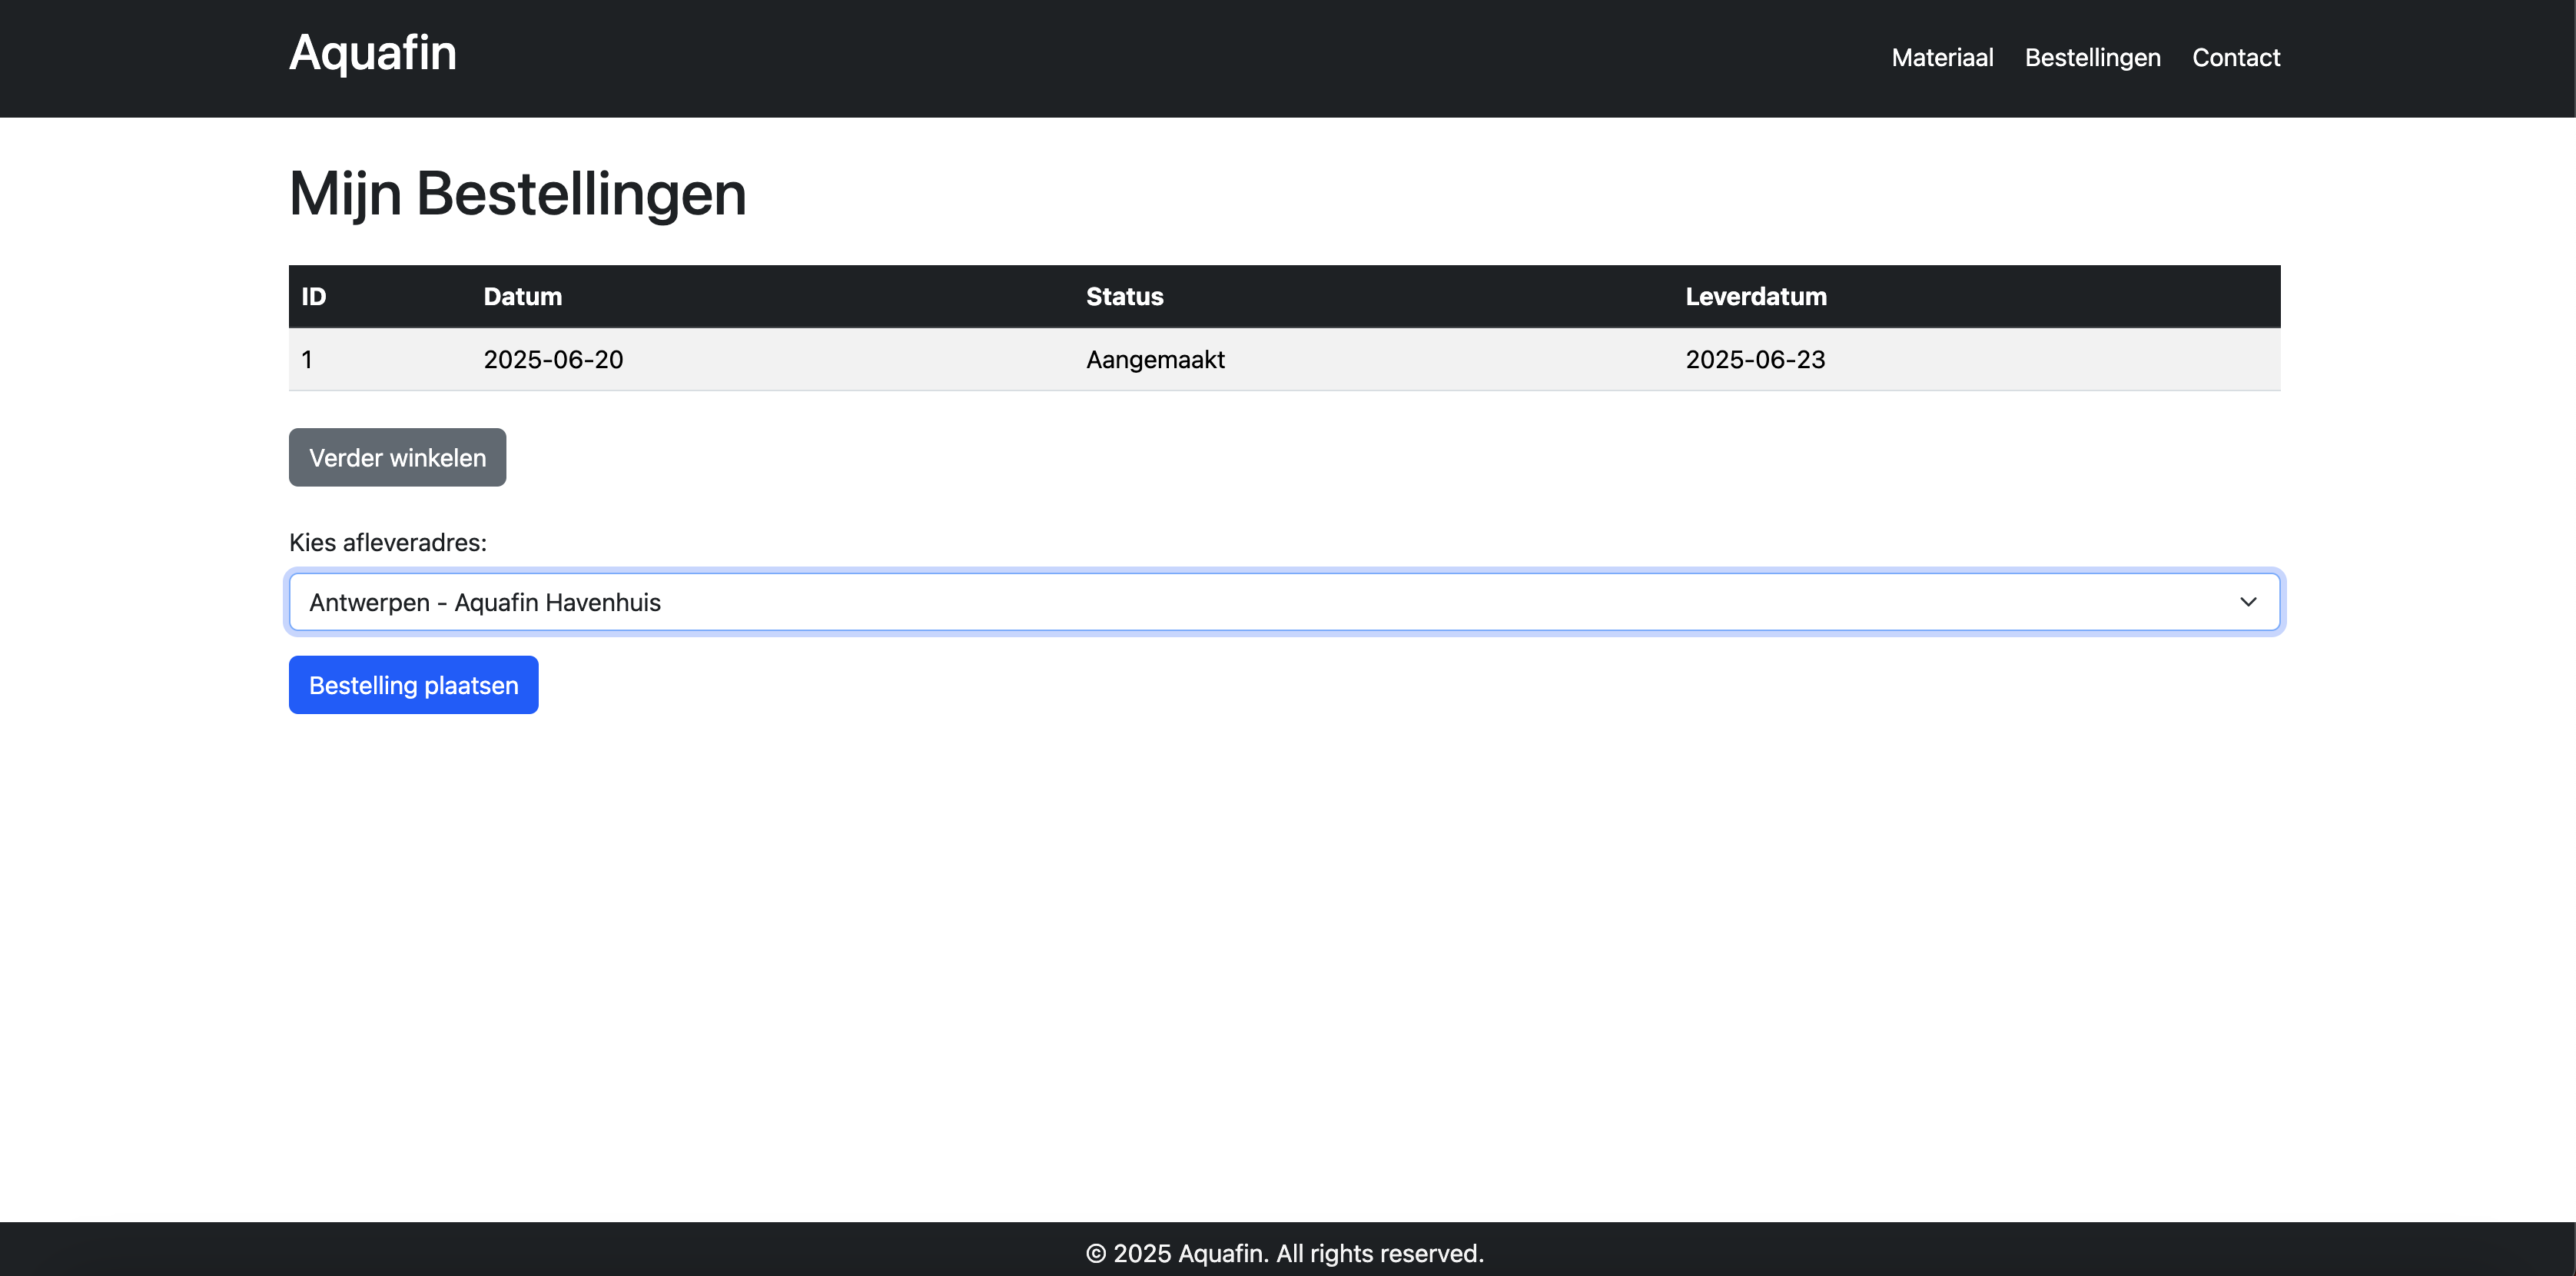 Aquafin
Materiaal Bestellingen Contact
Mijn Bestellingen
ID Datum Status Leverdatum
1 2025-06-20 Aangemaakt 2025-06-23
Verder winkelen
Kies afleveradres:
Antwerpen - Aquafin Havenhuis
Bestelling plaatsen
© 2025 Aquafin. All rights reserved.